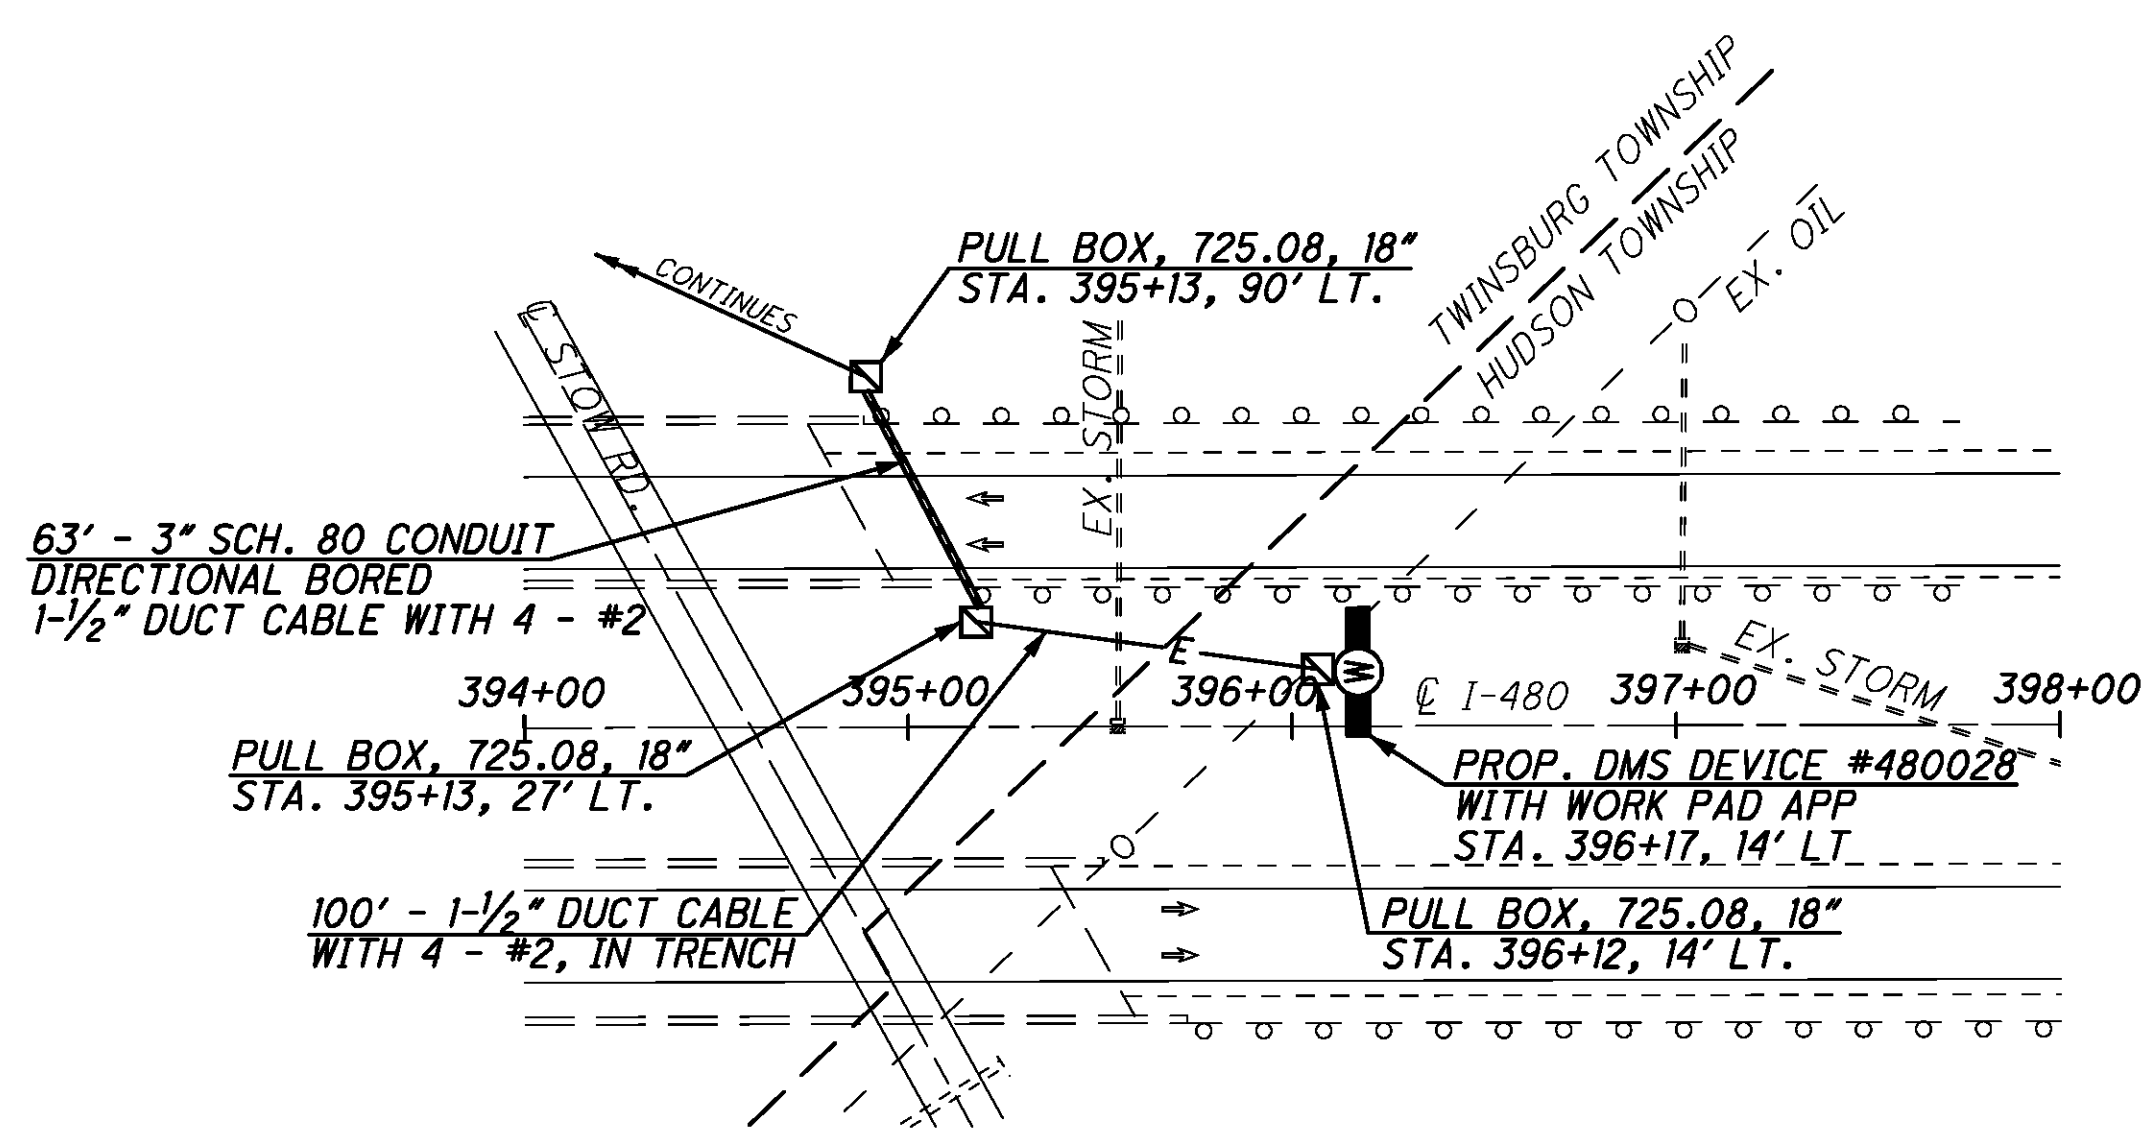 TWINSBURG TOWNSHIP
HUDSON TOWNSHIP
EX. OIL
PULL BOX, 725.08, 18"
STA. 395+13, 90' LT.
CONTINUES
℄ STOW RD.
EX. STORM
63' - 3" SCH. 80 CONDUIT
DIRECTIONAL BORED
1-1/2" DUCT CABLE WITH 4 - #2
E
W
EX. STORM
394+00
395+00
396+00
℄ I-480
397+00
398+00
PULL BOX, 725.08, 18"
STA. 395+13, 27' LT.
PROP. DMS DEVICE #480028
WITH WORK PAD APP
STA. 396+17, 14' LT
100' - 1-1/2" DUCT CABLE
WITH 4 - #2, IN TRENCH
PULL BOX, 725.08, 18"
STA. 396+12, 14' LT.